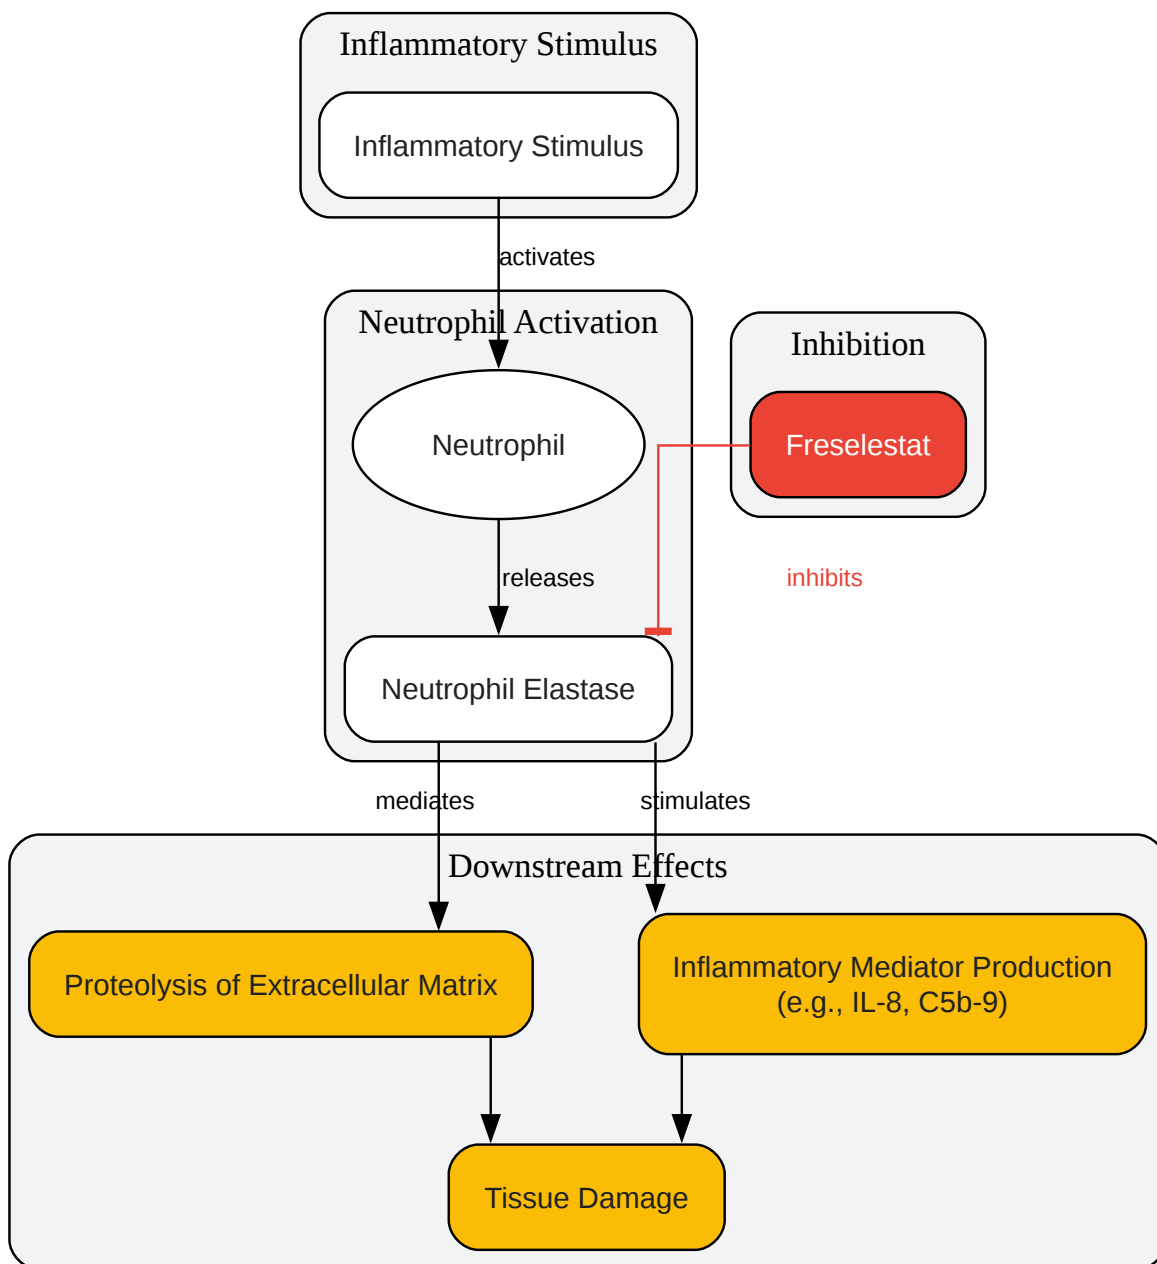 Inflammatory Stimulus
Inflammatory Stimulus
activates
Neutrophil Activation
Inhibition
Neutrophil
Freselestat
releases
inhibits
Neutrophil Elastase
mediates
stimulates
Downstream Effects
Proteolysis of Extracellular Matrix
Inflammatory Mediator Production
(e.g., IL-8, C5b-9)
Tissue Damage